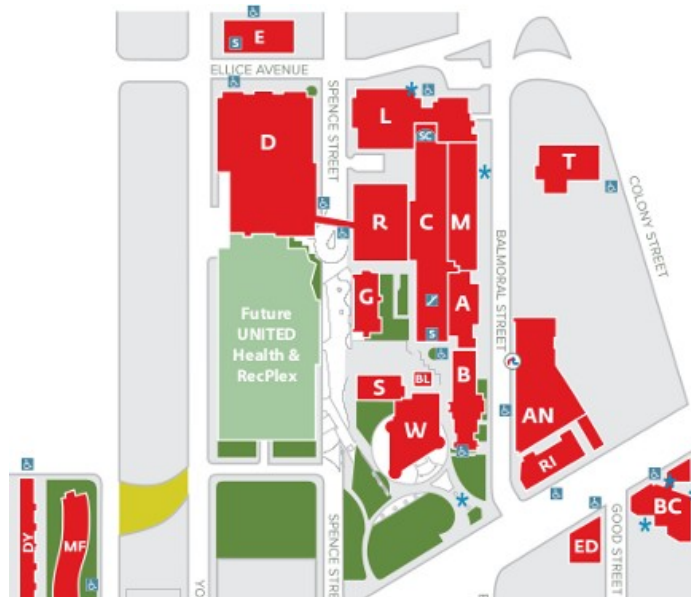 E
S
ELLICE AVENUE
SPENCE STREET
L
SC
D
T
R
C
M
COLONY STREET
BALMORAL STREET
G
A
Future
UNITED
Health &
RecPlex
S
BL
S
B
W
AN
RI
BC
DY
MF
ED
GOOD STREET
SPENCE STRE
YO